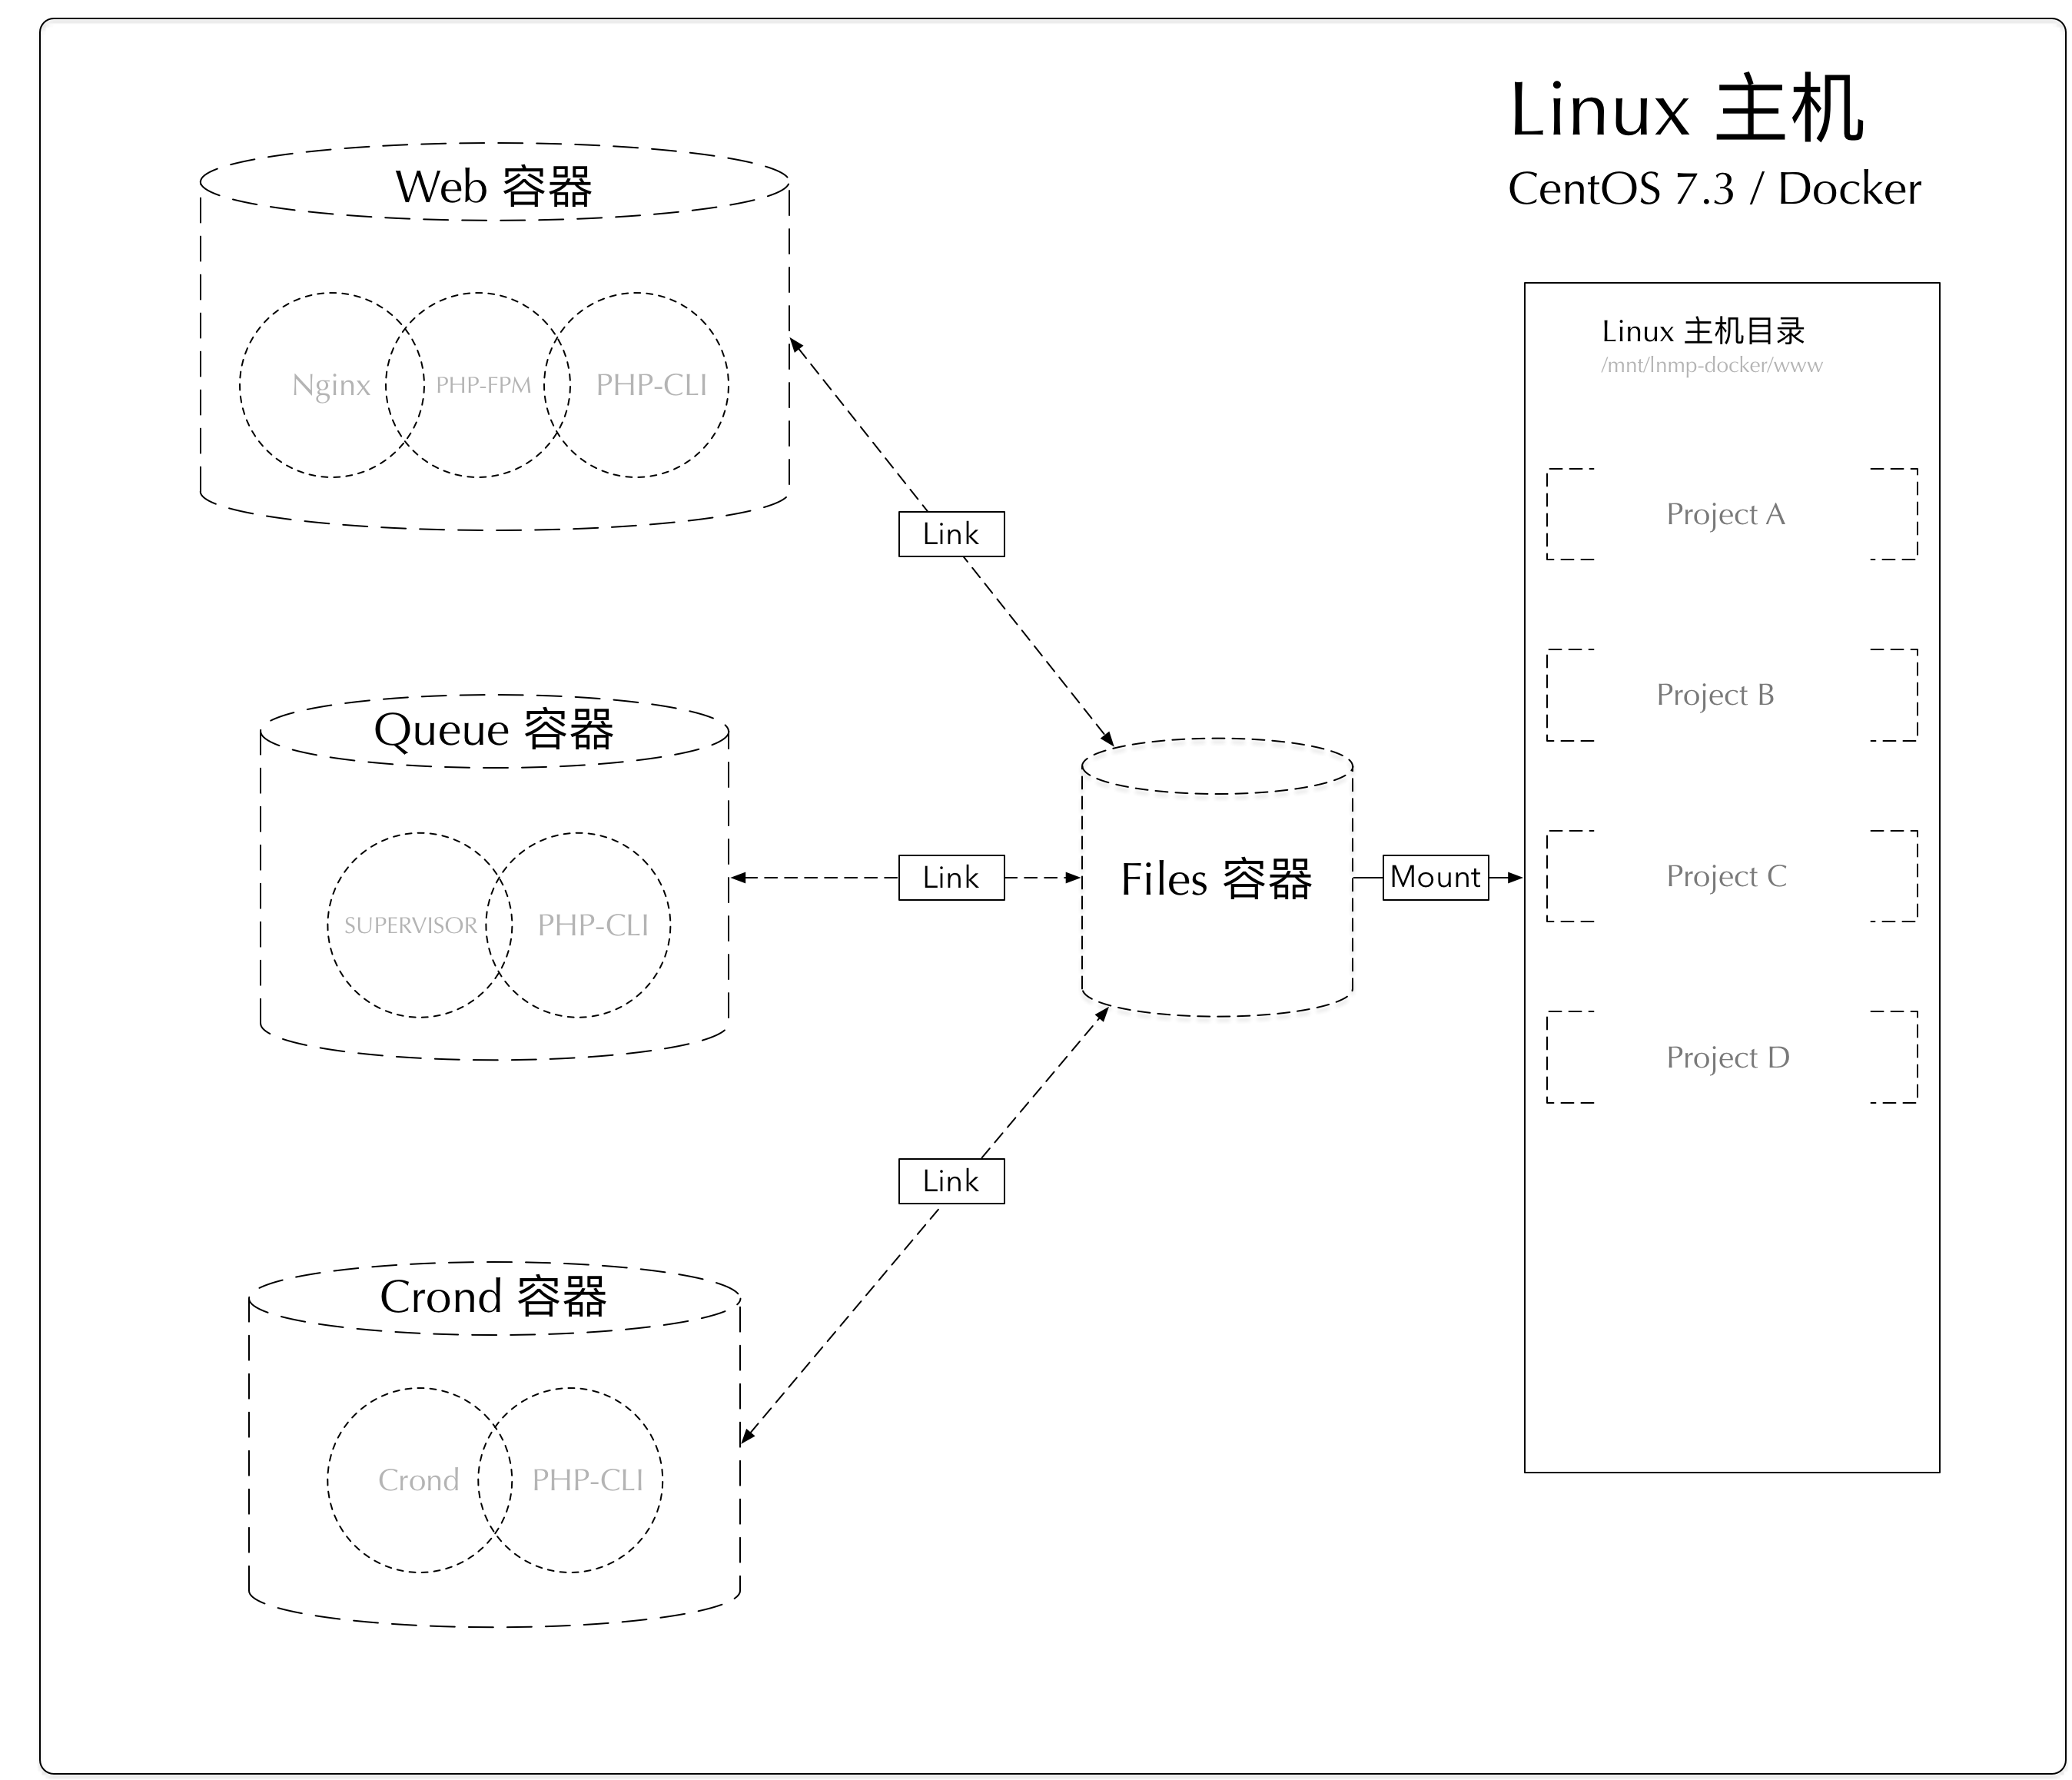 Linux 主机
CentOS 7.3 / Docker
Web 容器
Nginx
PHP-FPM
PHP-CLI
Link
Queue 容器
SUPERVISOR
PHP-CLI
Link
Crond 容器
Crond
PHP-CLI
Link
Files 容器
Mount
Linux 主机目录
/mnt/lnmp-docker/www
Project A
Project B
Project C
Project D